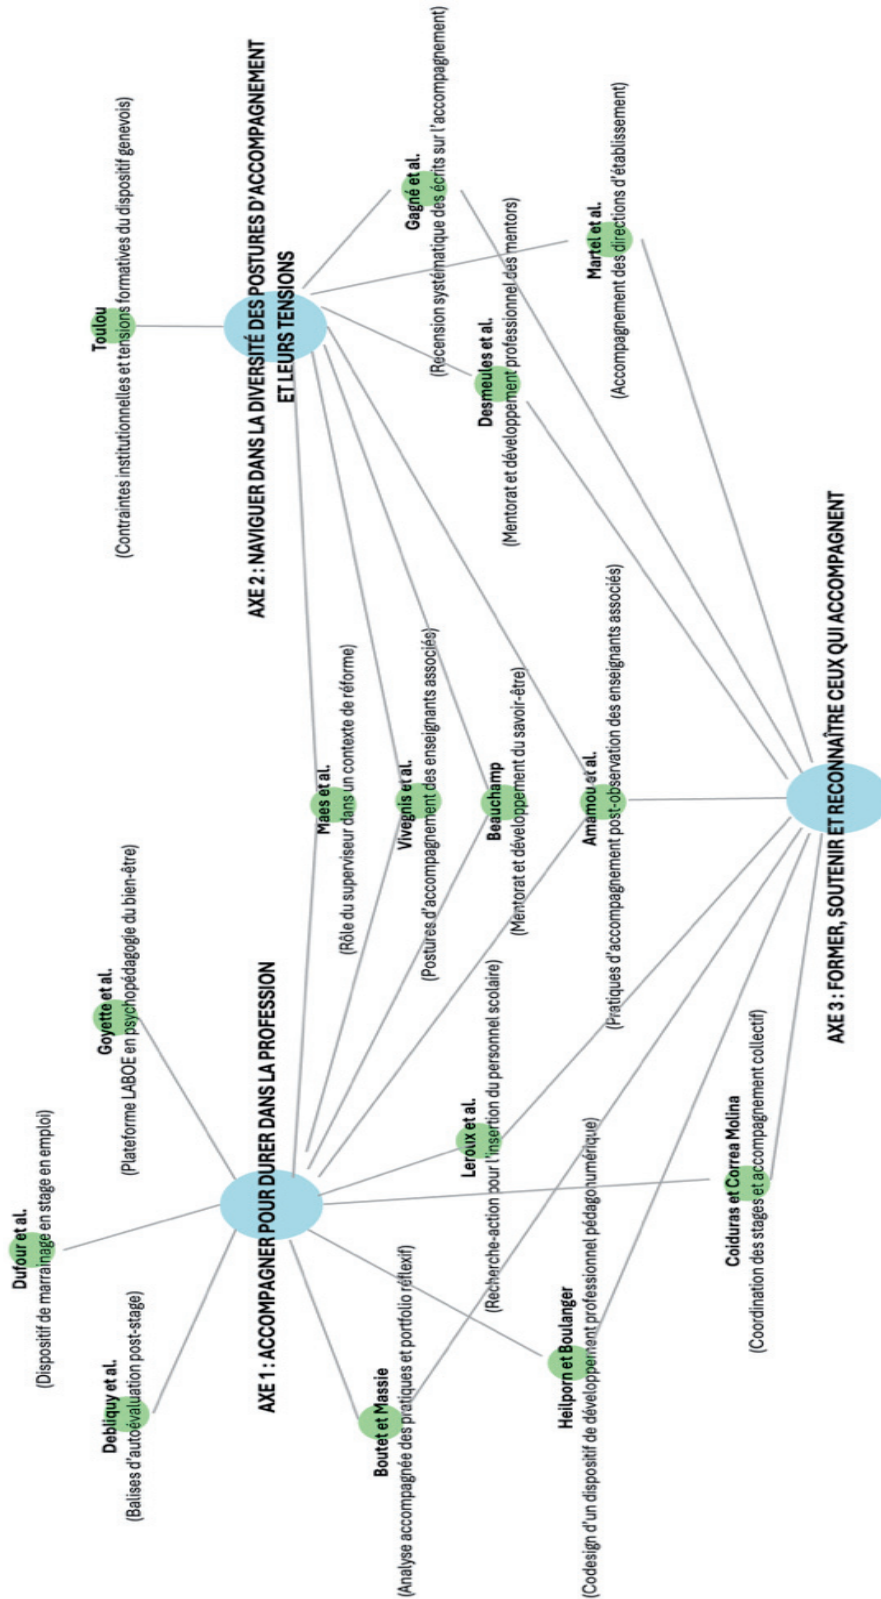 Dufour et al.
(Dispositif de marrainage en stage en emploi)
Debliquy et al.
(Balises d'autoévaluation post-stage)
Goyette et al.
(Plateforme LABOE en psychopédagogie du bien-être)
Toulou
(Contraintes institutionnelles et tensions formatives du dispositif genevois)
AXE 1 : ACCOMPAGNER POUR DURER DANS LA PROFESSION
AXE 2 : NAVIGUER DANS LA DIVERSITÉ DES POSTURES D'ACCOMPAGNEMENT
ET LEURS TENSIONS
Maes et al.
(Rôle du superviseur dans un contexte de réforme)
Boutet et Massie
(Analyse accompagnée des pratiques et portfolio réflexif)
Vivegnis et al.
(Postures d'accompagnement des enseignants associés)
Gagné et al.
(Recension systématique des écrits sur l'accompagnement)
Leroux et al.
(Recherche-action pour l'insertion du personnel scolaire)
Beauchamp
(Mentorat et développement du savoir-être)
Desmeules et al.
(Mentorat et développement professionnel des mentors)
Heilporn et Boulanger
(Codesign d'un dispositif de développement professionnel pédagonumérique)
Amamou et al.
(Pratiques d'accompagnement post-observation des enseignants associés)
Martel et al.
(Accompagnement des directions d'établissement)
Colduras et Correa Molina
(Coordination des stages et accompagnement collectif)
AXE 3 : FORMER, SOUTENIR ET RECONNAÎTRE CEUX QUI ACCOMPAGNENT